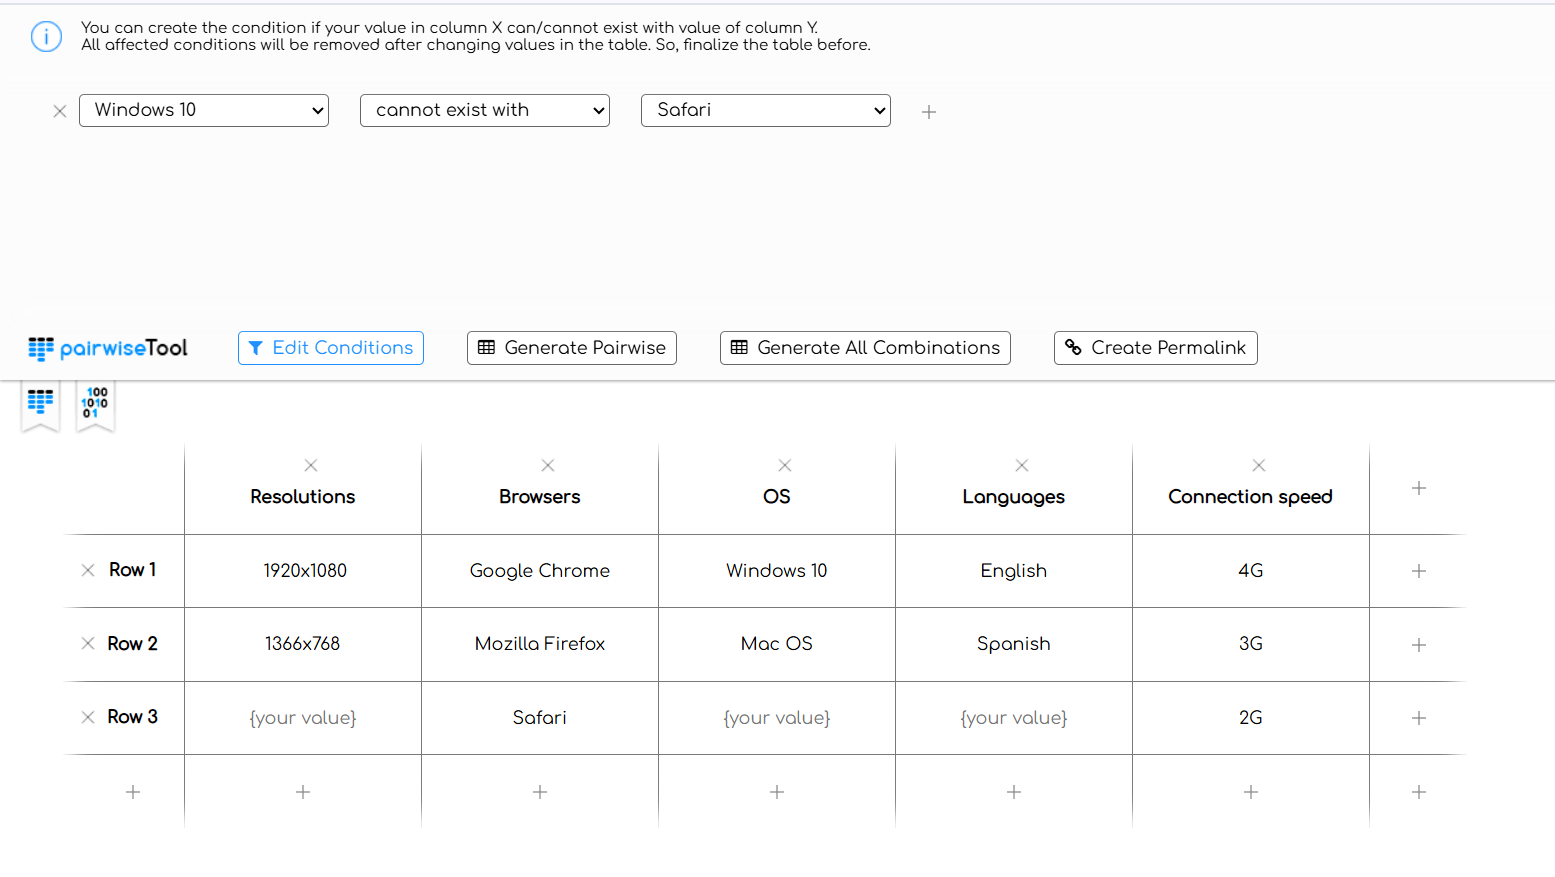 You can create the condition if your value in column X can/cannot exist with value of column Y.
All affected conditions will be removed after changing values in the table. So, finalize the table before.
Windows 10 cannot exist with Safari
pairwiseTool Edit Conditions Generate Pairwise Generate All Combinations Create Permalink
100
1010
01
Resolutions Browsers OS Languages Connection speed
Row 1 1920x1080 Google Chrome Windows 10 English 4G
Row 2 1366x768 Mozilla Firefox Mac OS Spanish 3G
Row 3 {your value} Safari {your value} {your value} 2G